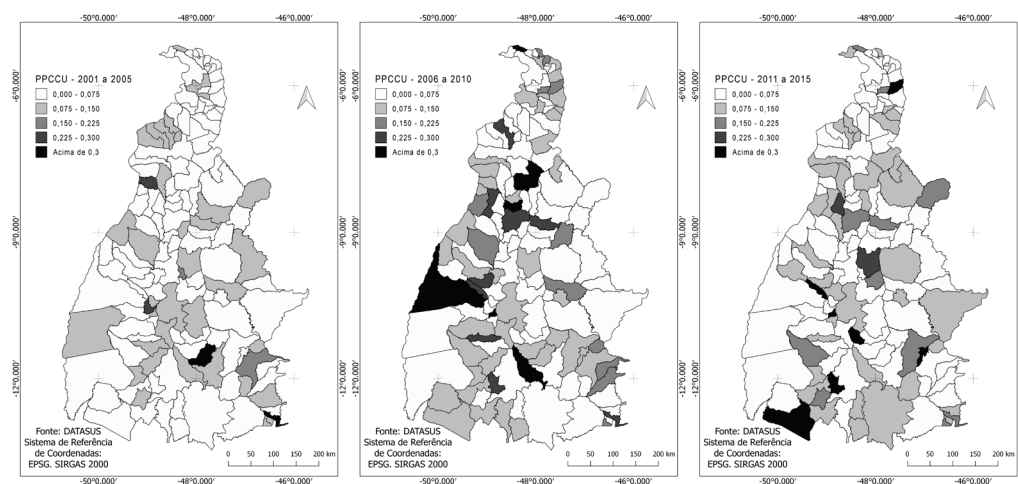 -50°0.000' -48°0.000' -46°0.000'
PPCCU - 2001 a 2005
0,000 - 0,075
0,075 - 0,150
0,150 - 0,225
0,225 - 0,300
Acima de 0,3
-6°0.000'
-9°0.000'
-12°0.000'
Fonte: DATASUS
Sistema de Referência
de Coordenadas:
EPSG. SIRGAS 2000
0 50 100 150 200 km
-50°0.000' -48°0.000' -46°0.000'
-50°0.000' -48°0.000' -46°0.000'
PPCCU - 2006 a 2010
0,000 - 0,075
0,075 - 0,150
0,150 - 0,225
0,225 - 0,300
Acima de 0,3
-6°0.000'
-9°0.000'
-12°0.000'
Fonte: DATASUS
Sistema de Referência
de Coordenadas:
EPSG. SIRGAS 2000
0 50 100 150 200 km
-50°0.000' -48°0.000' -46°0.000'
-50°0.000' -48°0.000' -46°0.000'
PPCCU - 2011 a 2015
0,000 - 0,075
0,075 - 0,150
0,150 - 0,225
0,225 - 0,300
Acima de 0,3
-6°0.000'
-9°0.000'
-12°0.000'
Fonte: DATASUS
Sistema de Referência
de Coordenadas:
EPSG. SIRGAS 2000
0 50 100 150 200 km
-50°0.000' -48°0.000' -46°0.000'